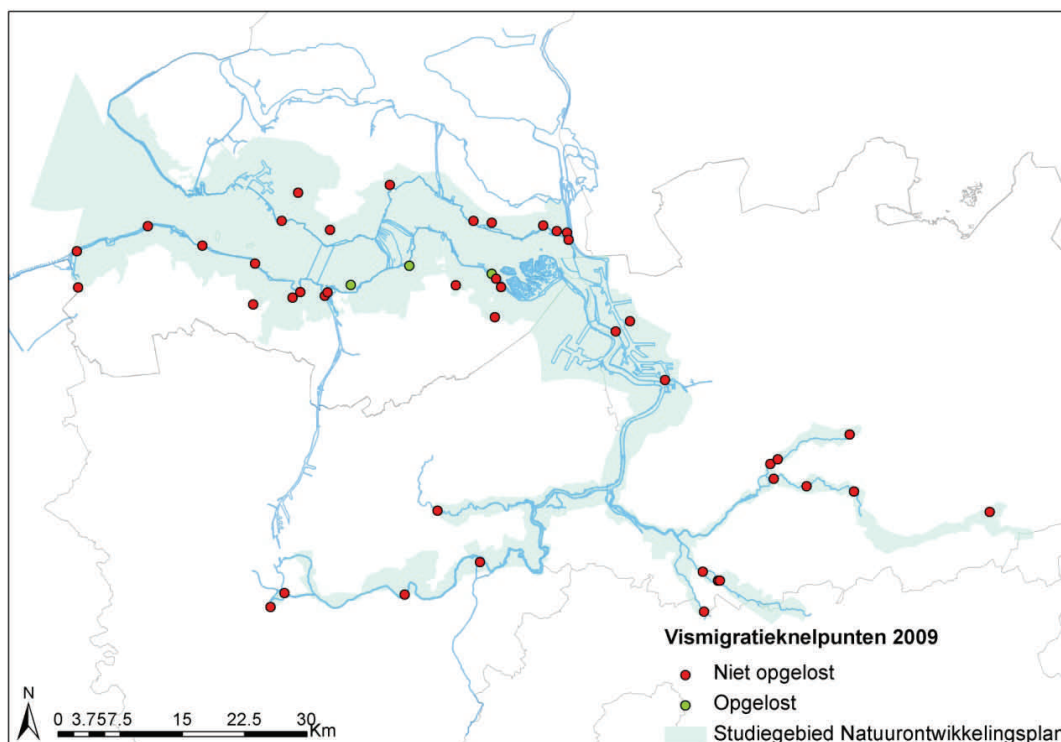 Vismigratieknelpunten 2009
Niet opgelost
Opgelost
Studiegebied Natuurontwikkelingsplan
N
0 3.757.5 15 22.5 30
Km